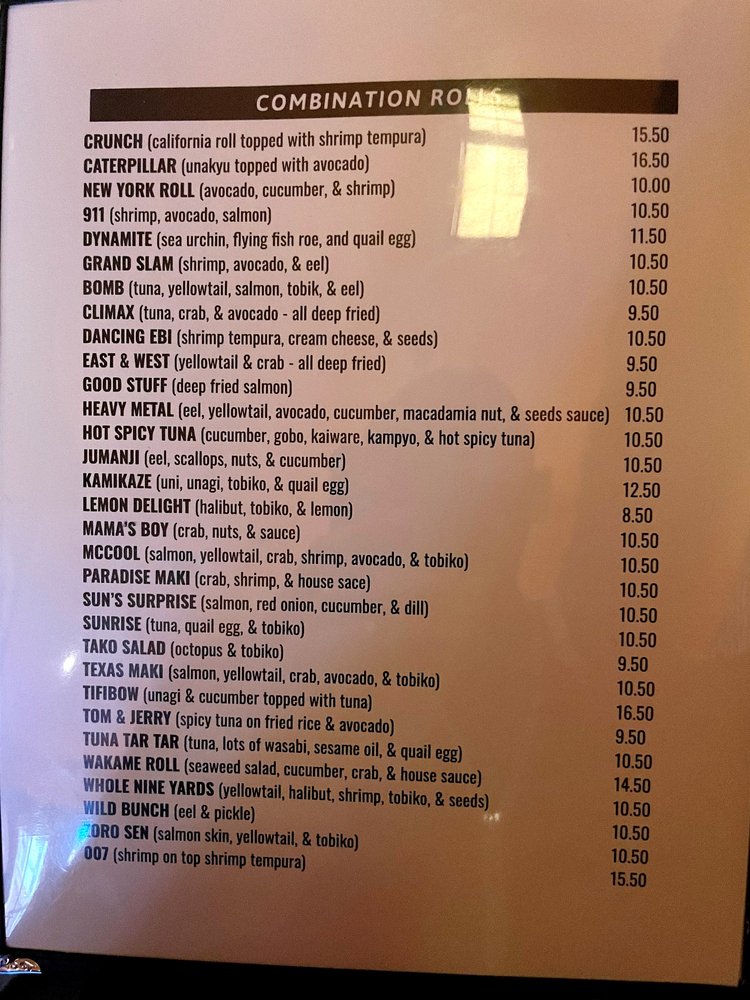 COMBINATION ROLLS
CRUNCH (california roll topped with shrimp tempura) 15.50
CATERPILLAR (unakyu topped with avocado) 16.50
NEW YORK ROLL (avocado, cucumber, & shrimp) 10.00
911 (shrimp, avocado, salmon) 10.50
DYNAMITE (sea urchin, flying fish roe, and quail egg) 11.50
GRAND SLAM (shrimp, avocado, & eel) 10.50
BOMB (tuna, yellowtail, salmon, tobik, & eel) 10.50
CLIMAX (tuna, crab, & avocado - all deep fried) 9.50
DANCING EBI (shrimp tempura, cream cheese, & seeds) 10.50
EAST & WEST (yellowtail & crab - all deep fried) 9.50
GOOD STUFF (deep fried salmon) 9.50
HEAVY METAL (eel, yellowtail, avocado, cucumber, macadamia nut, & seeds sauce) 10.50
HOT SPICY TUNA (cucumber, gobo, kaiware, kampyo, & hot spicy tuna) 10.50
JUMANJI (eel, scallops, nuts, & cucumber) 10.50
KAMIKAZE (uni, unagi, tobiko, & quail egg) 12.50
LEMON DELIGHT (halibut, tobiko, & lemon) 8.50
MAMA'S BOY (crab, nuts, & sauce) 10.50
MCCOOL (salmon, yellowtail, crab, shrimp, avocado, & tobiko) 10.50
PARADISE MAKI (crab, shrimp, & house sace) 10.50
SUN'S SURPRISE (salmon, red onion, cucumber, & dill) 10.50
SUNRISE (tuna, quail egg, & tobiko) 10.50
TAKO SALAD (octopus & tobiko) 9.50
TEXAS MAKI (salmon, yellowtail, crab, avocado, & tobiko) 10.50
TIFIBOW (unagi & cucumber topped with tuna) 16.50
TOM & JERRY (spicy tuna on fried rice & avocado) 9.50
TUNA TAR TAR (tuna, lots of wasabi, sesame oil, & quail egg) 10.50
WAKAME ROLL (seaweed salad, cucumber, crab, & house sauce) 14.50
WHOLE NINE YARDS (yellowtail, halibut, shrimp, tobiko, & seeds) 10.50
WILD BUNCH (eel & pickle) 10.50
ZORO SEN (salmon skin, yellowtail, & tobiko) 10.50
007 (shrimp on top shrimp tempura) 15.50